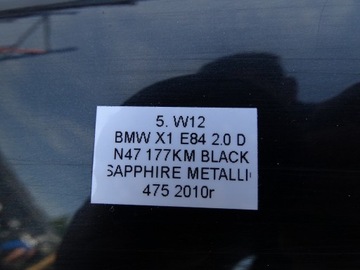 5. W12
BMW X1 E84 2.0 D
N47 177KM BLACK
SAPPHIRE METALLI
475 2010r